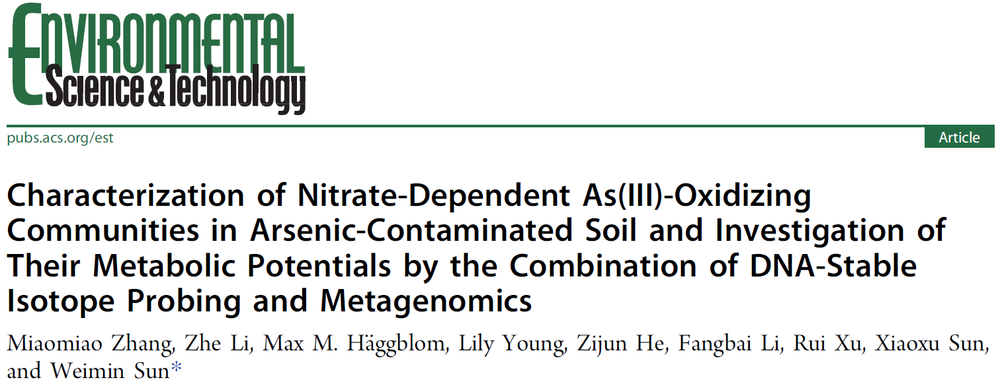 Environmental
Science & Technology
pubs.acs.org/est
Article
Characterization of Nitrate-Dependent As(III)-Oxidizing
Communities in Arsenic-Contaminated Soil and Investigation of
Their Metabolic Potentials by the Combination of DNA-Stable
Isotope Probing and Metagenomics
Miaomiao Zhang, Zhe Li, Max M. Häggblom, Lily Young, Zijun He, Fangbai Li, Rui Xu, Xiaoxu Sun,
and Weimin Sun*